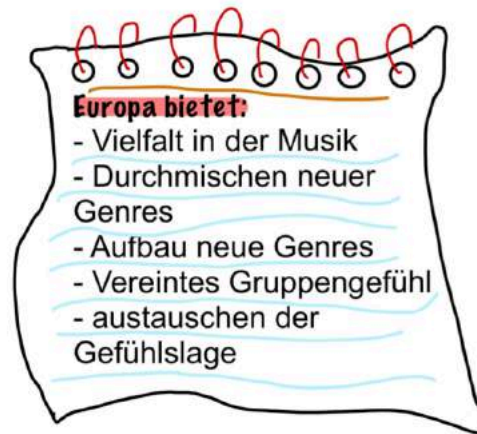 Europa bietet:
- Vielfalt in der Musik
- Durchmischen neuer
Genres
- Aufbau neue Genres
- Vereintes Gruppengefühl
- austauschen der
Gefühlslage